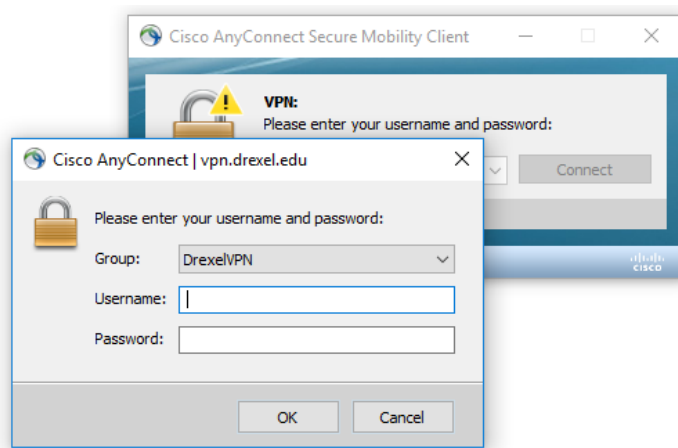 Cisco AnyConnect Secure Mobility Client
VPN:
Please enter your username and password:
Connect
CISCO
Cisco AnyConnect | vpn.drexel.edu
Please enter your username and password:
Group: DrexelVPN
Username:
Password:
OK Cancel